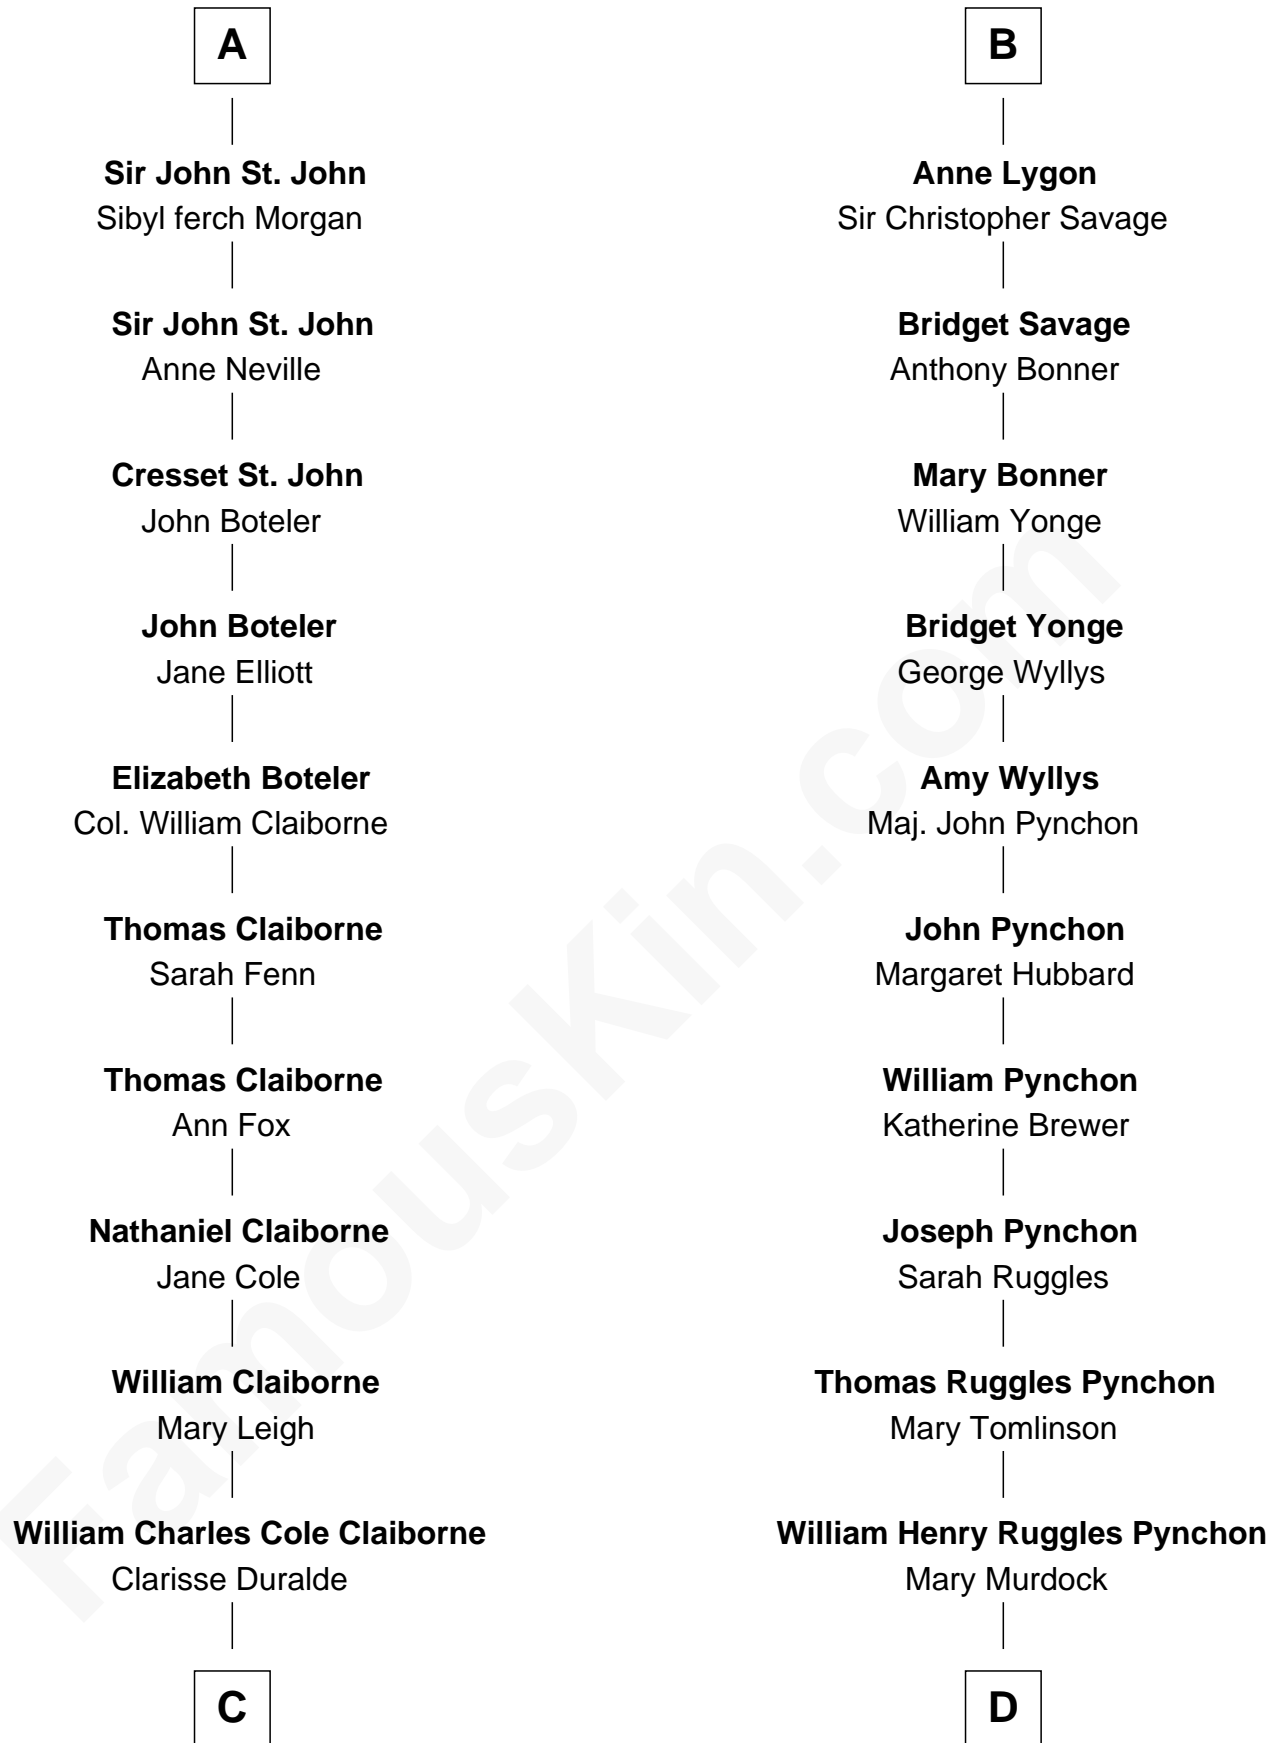 A
Sir John St. John
Sibyl ferch Morgan
Sir John St. John
Anne Neville
Cresset St. John
John Boteler
John Boteler
Jane Elliott
Elizabeth Boteler
Col. William Claiborne
Thomas Claiborne
Sarah Fenn
Thomas Claiborne
Ann Fox
Nathaniel Claiborne
Jane Cole
William Claiborne
Mary Leigh
William Charles Cole Claiborne
Clarisse Duralde
C
B
Anne Lygon
Sir Christopher Savage
Bridget Savage
Anthony Bonner
Mary Bonner
William Yonge
Bridget Yonge
George Wyllys
Amy Wyllys
Maj. John Pynchon
John Pynchon
Margaret Hubbard
William Pynchon
Katherine Brewer
Joseph Pynchon
Sarah Ruggles
Thomas Ruggles Pynchon
Mary Tomlinson
William Henry Ruggles Pynchon
Mary Murdock
D
FamousKin.com